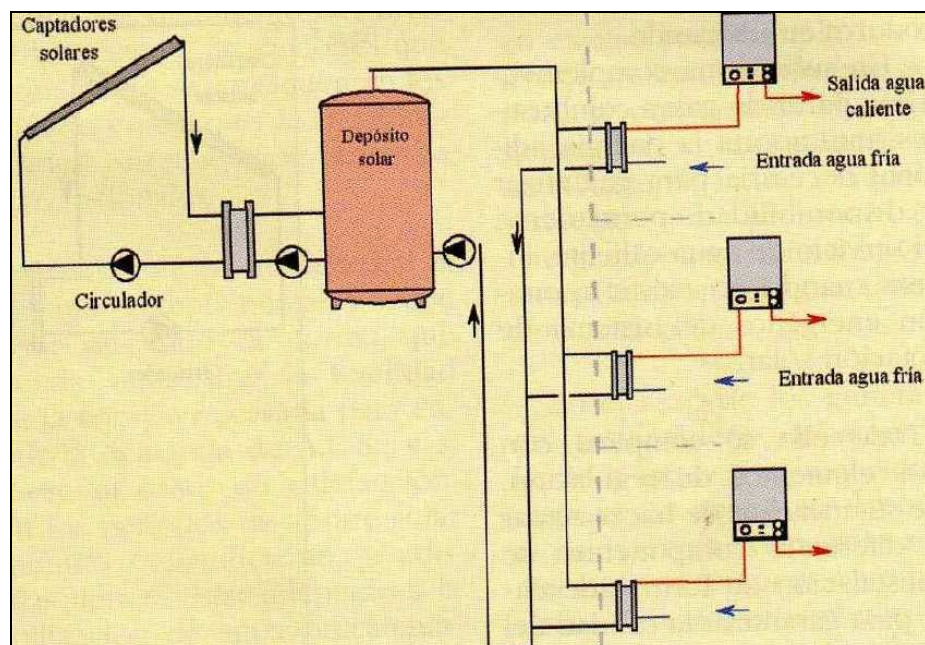 Captadores
solares
Depósito
solar
Circulador
Salida agua
caliente
Entrada agua fría
Entrada agua fría